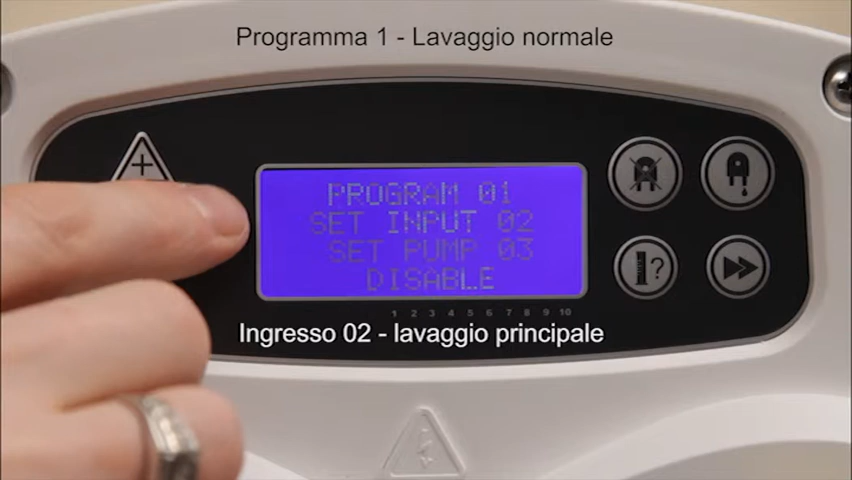 Programma 1 - Lavaggio normale
PROGRAM 01
SET INPUT 02
SET PUMP 03
DISABLE
1 2 3 4 5 6 7 8 9 10
Ingresso 02 - lavaggio principale